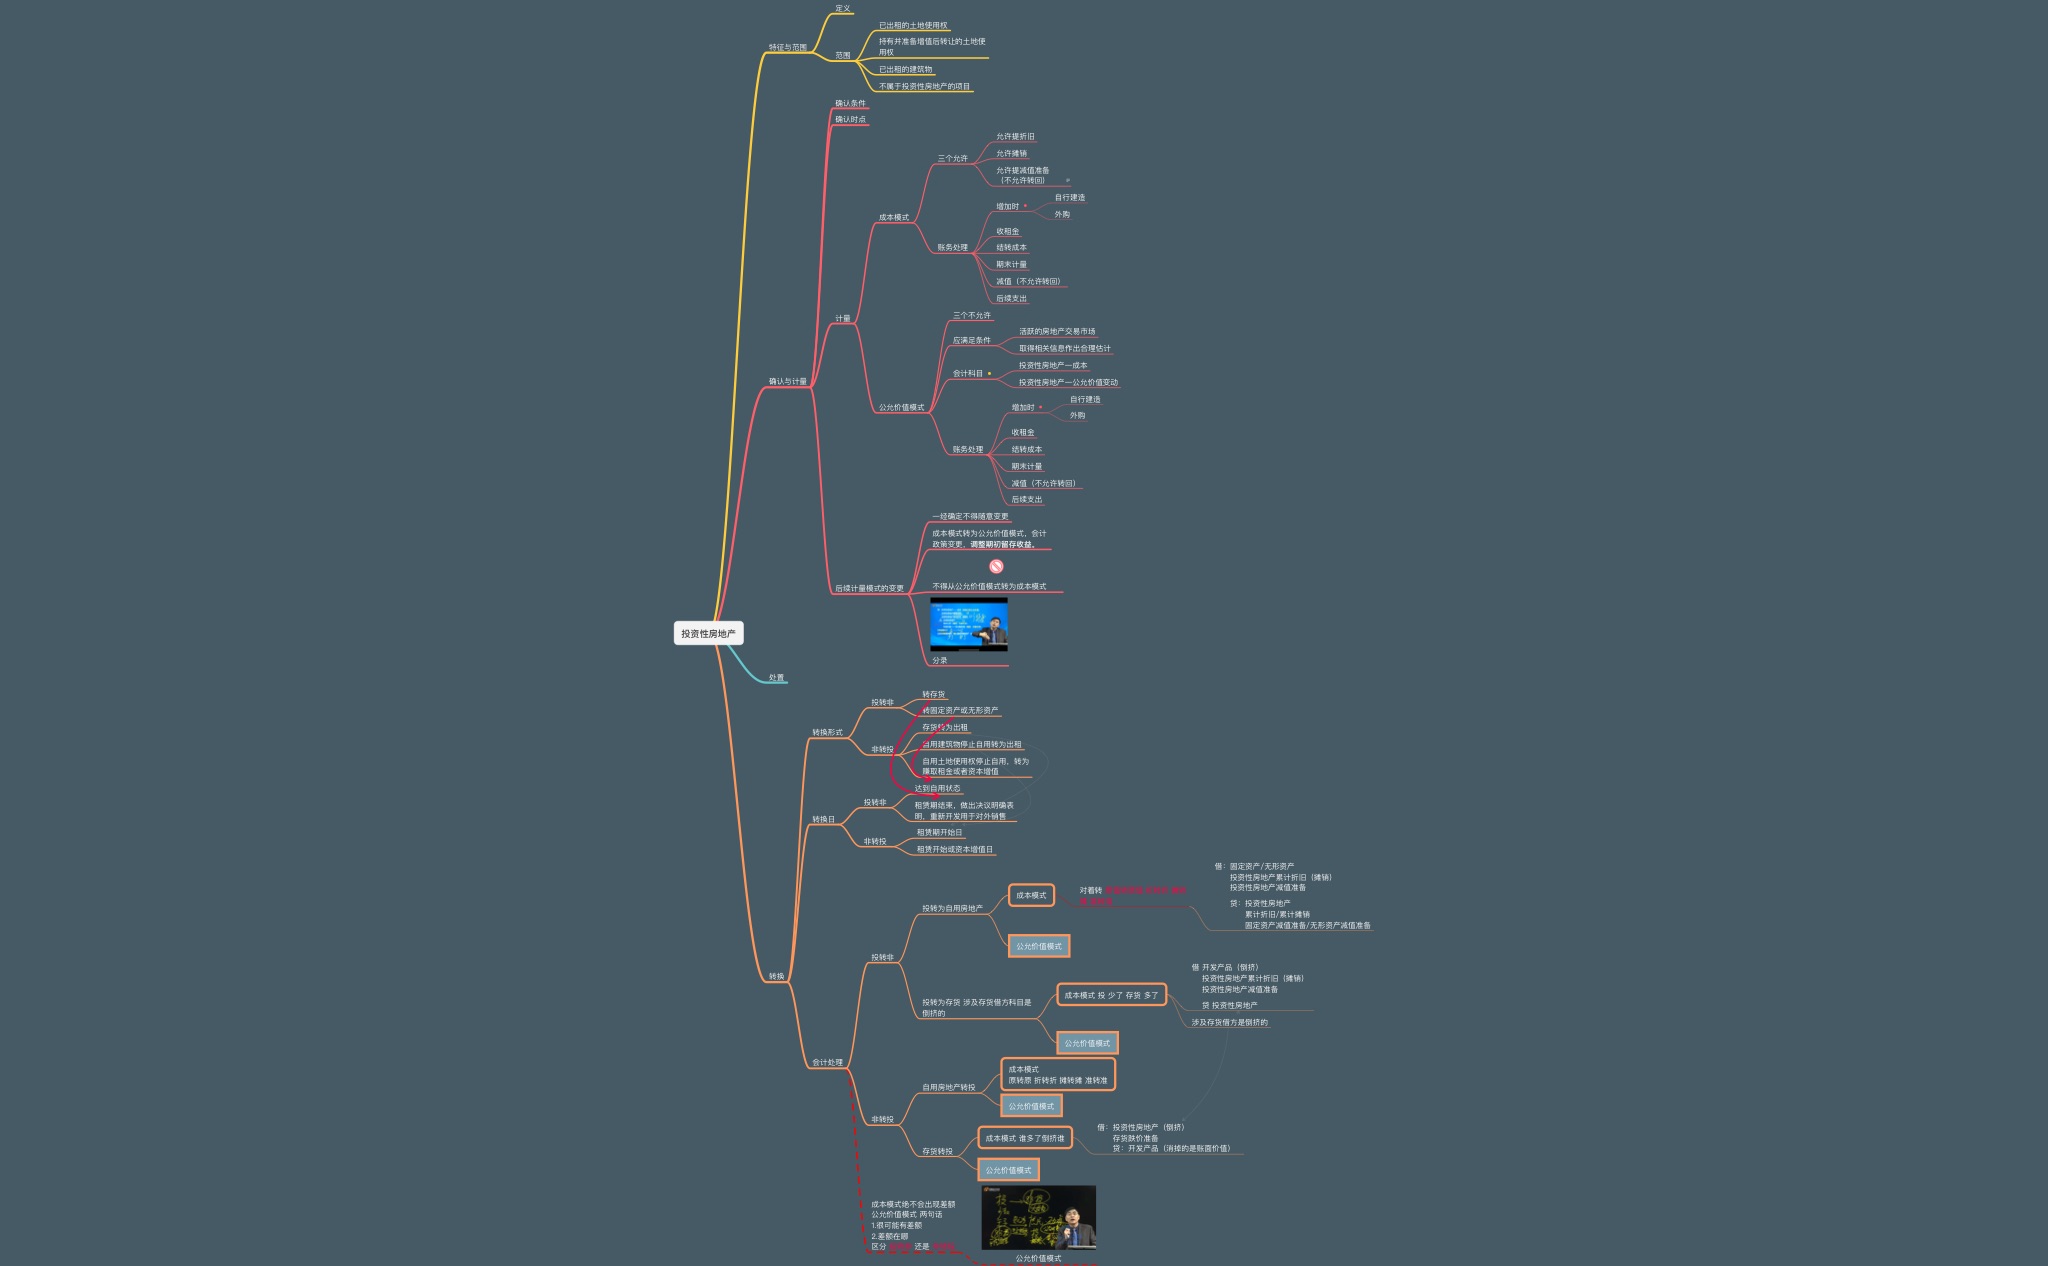 定义
特征与范围
已出租的土地使用权
持有并准备增值后转让的土地使
用权
范围
已出租的建筑物
不属于投资性房地产的项目
确认条件
确认时点
允许提折旧
三个允许
允许摊销
允许提减值准备
（不允许转回）
成本模式
增加时
自行建造
外购
收租金
账务处理
结转成本
期末计量
减值（不允许转回）
后续支出
计量
三个不允许
应满足条件
活跃的房地产交易市场
取得相关信息作出合理估计
会计科目
投资性房地产—成本
投资性房地产—公允价值变动
确认与计量
公允价值模式
增加时
自行建造
外购
收租金
账务处理
结转成本
期末计量
减值（不允许转回）
后续支出
一经确定不得随意变更
成本模式转为公允价值模式，会计
政策变更，调整期初留存收益。
后续计量模式的变更
不得从公允价值模式转为成本模式
分录
投资性房地产
处置
转换形式
投转非
转存货
转固定资产或无形资产
非转投
存货转为出租
自用建筑物停止自用转为出租
自用土地使用权停止自用，转为
赚取租金或者资本增值
转换日
投转非
达到自用状态
租赁期结束，做出决议明确表
明，重新开发用于对外销售
非转投
租赁期开始日
租赁开始或资本增值日
转换
会计处理
投转非
投转为自用房地产
成本模式
对着转
借：固定资产/无形资产
投资性房地产累计折旧（摊销）
投资性房地产减值准备
贷：投资性房地产
累计折旧/累计摊销
固定资产减值准备/无形资产减值准备
公允价值模式
投转为存货 涉及存货借方科目是
倒挤的
成本模式 投 少了 存货 多了
借 开发产品（倒挤）
投资性房地产累计折旧（摊销）
投资性房地产减值准备
贷 投资性房地产
涉及存货借方是倒挤的
公允价值模式
非转投
自用房地产转投
成本模式
原转原 折转折 摊转摊 准转准
公允价值模式
存货转投
成本模式 谁多了倒挤谁
借：投资性房地产（倒挤）
存货跌价准备
贷：开发产品（消掉的是账面价值）
公允价值模式
成本模式绝不会出现差额
公允价值模式 两句话
1.很可能有差额
2.差额在哪
区分
还是
公允价值模式